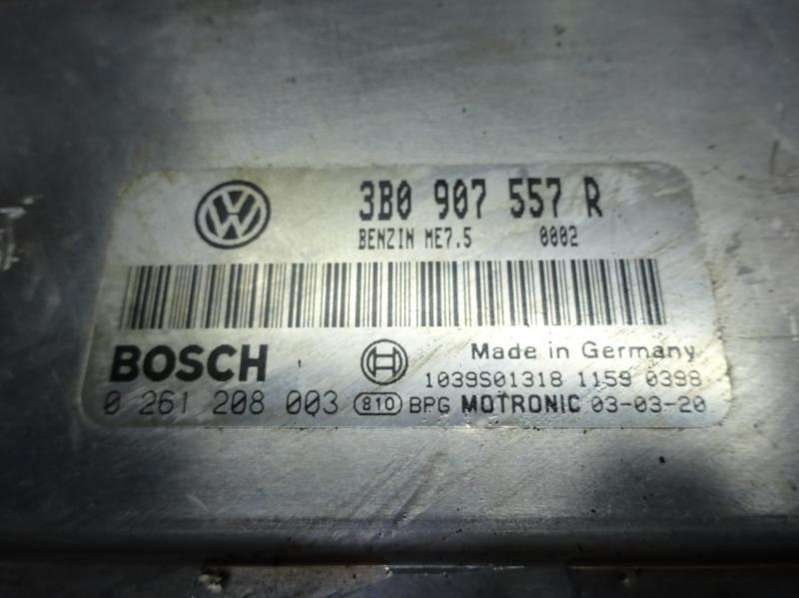 3B0 907 557 R
BENZIN ME7.5 0002
BOSCH
Made in Germany
1039S01318 1159 0398
0 261 208 003 810 BPG MOTRONIC 03-03-20